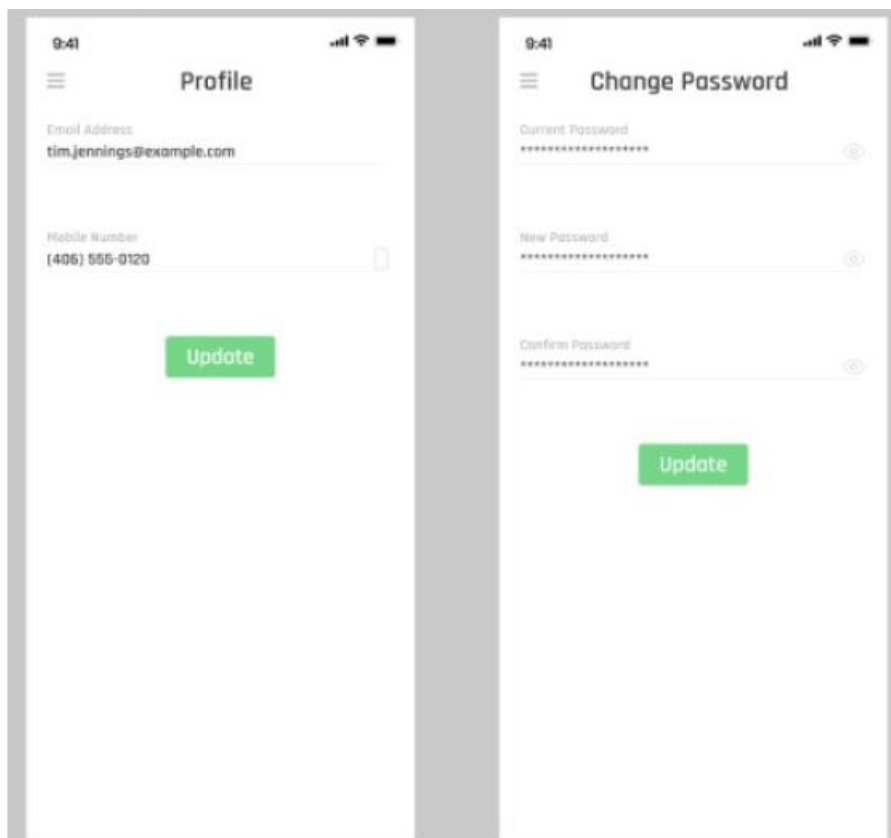 9:41
Profile
Email Address
tim.jennings@example.com
Mobile Number
(406) 555-0120
Update
9:41
Change Password
Current Password
*******************
New Password
*******************
Confirm Password
*******************
Update